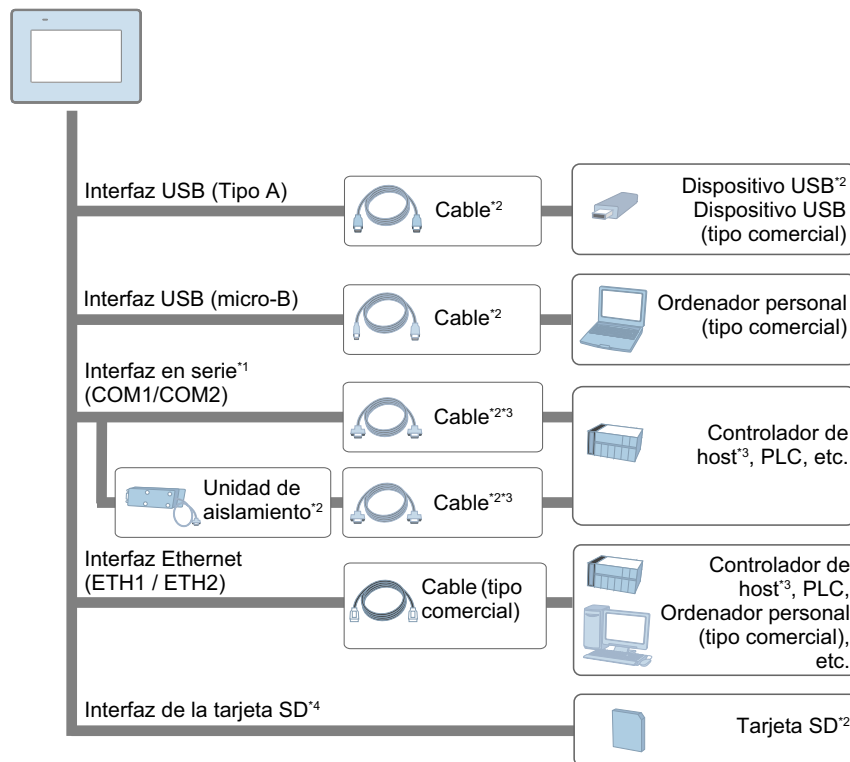 Interfaz USB (Tipo A)
Cable*2
Dispositivo USB*2
Dispositivo USB
(tipo comercial)
Interfaz USB (micro-B)
Cable*2
Ordenador personal
(tipo comercial)
Interfaz en serie*1
(COM1/COM2)
Cable*2*3
Controlador de
host*3, PLC, etc.
Unidad de
aislamiento*2
Cable*2*3
Interfaz Ethernet
(ETH1 / ETH2)
Cable (tipo
comercial)
Controlador de
host*3, PLC,
Ordenador personal
(tipo comercial),
etc.
Interfaz de la tarjeta SD*4
Tarjeta SD*2